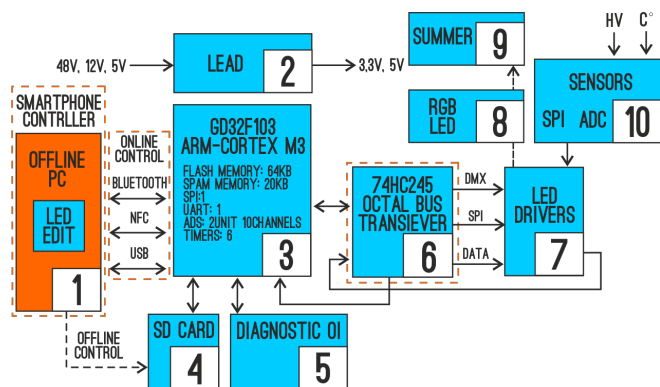 HV C°
48V, 12V, 5V
LEAD
2
3,3V, 5V
SUMMER
9
SENSORS
SPI ADC
10
RGB
LED
8
SMARTPHONE
CONTRLLER
OFFLINE
PC
LED
EDIT
1
ONLINE
CONTROL
BLUETOOTH
NFC
USB
GD32F103
ARM-CORTEX M3
FLASH MEMORY: 64KB
SPAM MEMORY: 20KB
SPI:1
UART: 1
ADS: 2UNIT 10CHANNELS
TIMERS: 6
3
74HC245
OCTAL BUS
TRANSIEVER
6
DMX
SPI
DATA
LED
DRIVERS
7
OFFLINE
CONTROL
SD CARD
4
DIAGNOSTIC OI
5